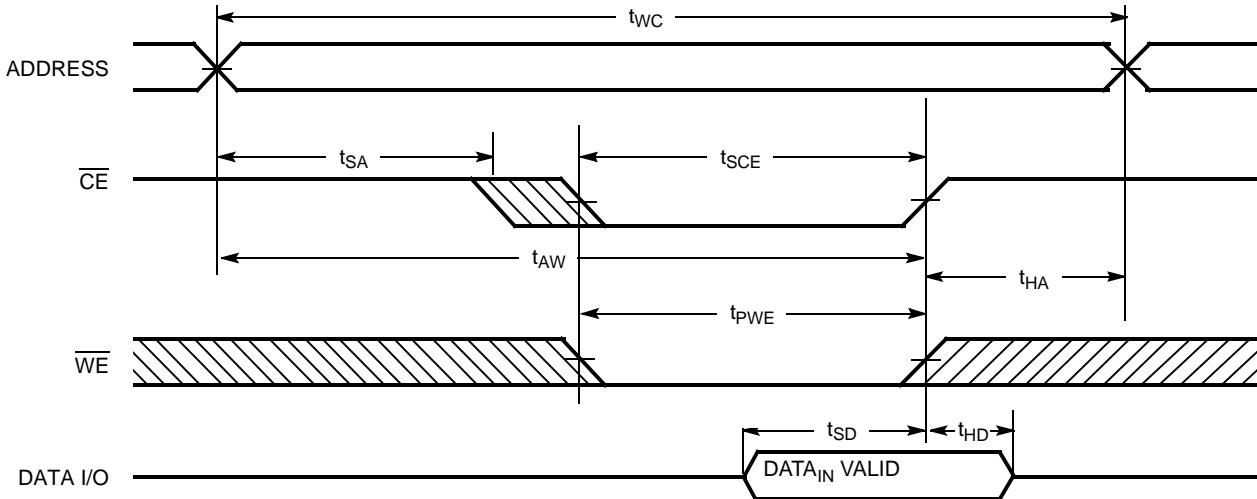 tWC
ADDRESS
tSA
tSCE
CE
tAW
tHA
tPWE
WE
tSD
tHD
DATA I/O
DATAIN VALID